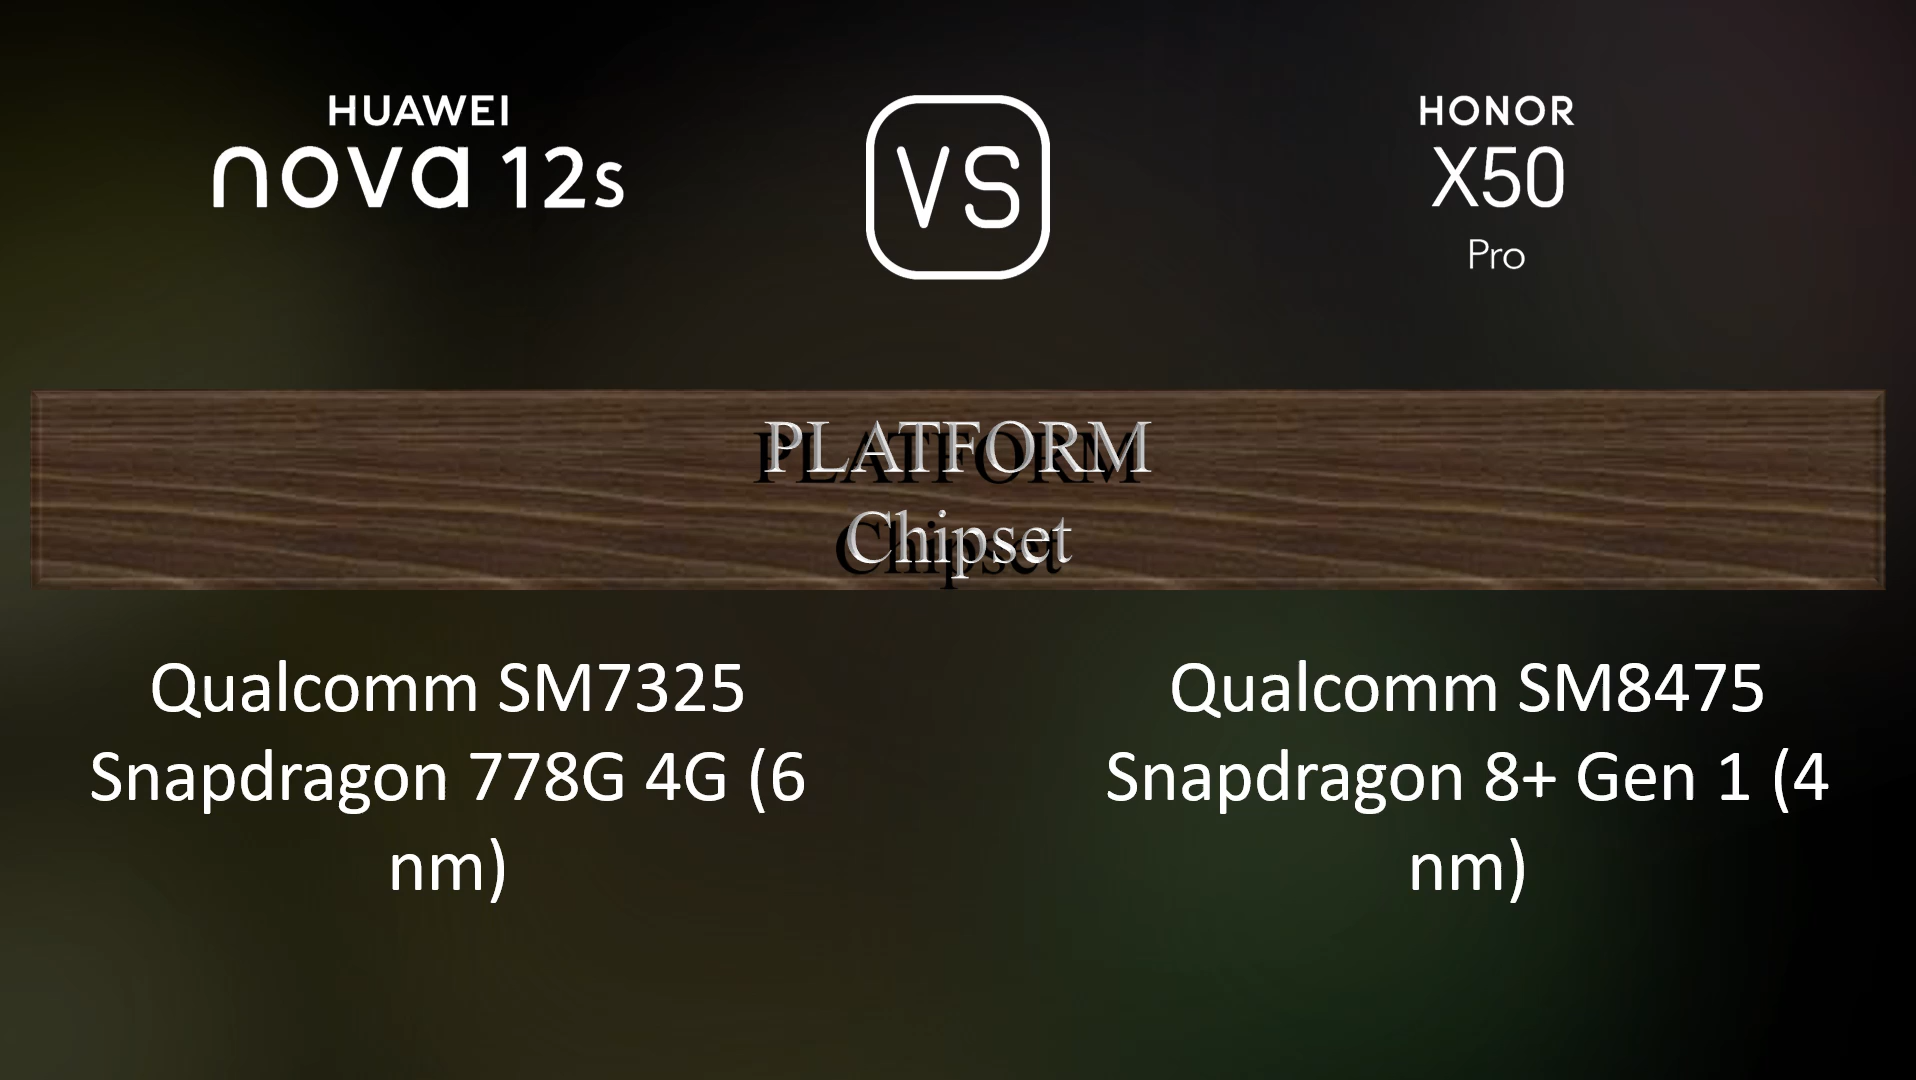 HUAWEI
nova 12s
VS
HONOR
X50
Pro
PLATFORM
Chipset
Qualcomm SM7325
Snapdragon 778G 4G (6
nm)
Qualcomm SM8475
Snapdragon 8+ Gen 1 (4
nm)